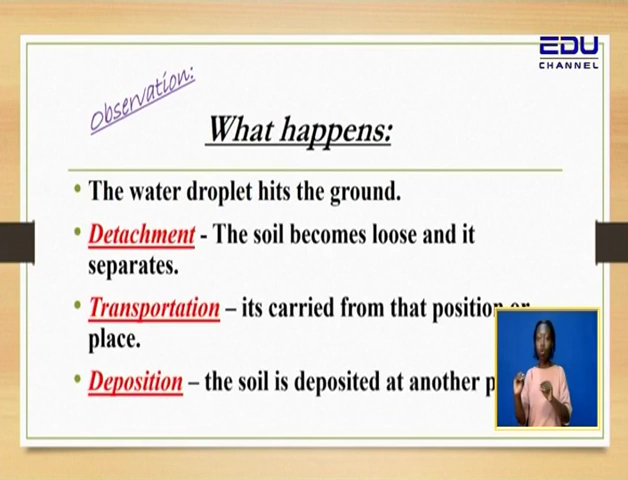 EDU
CHANNEL
Observation:
What happens:
• The water droplet hits the ground.
• Detachment - The soil becomes loose and it
separates.
• Transportation – its carried from that position or
place.
• Deposition – the soil is deposited at another